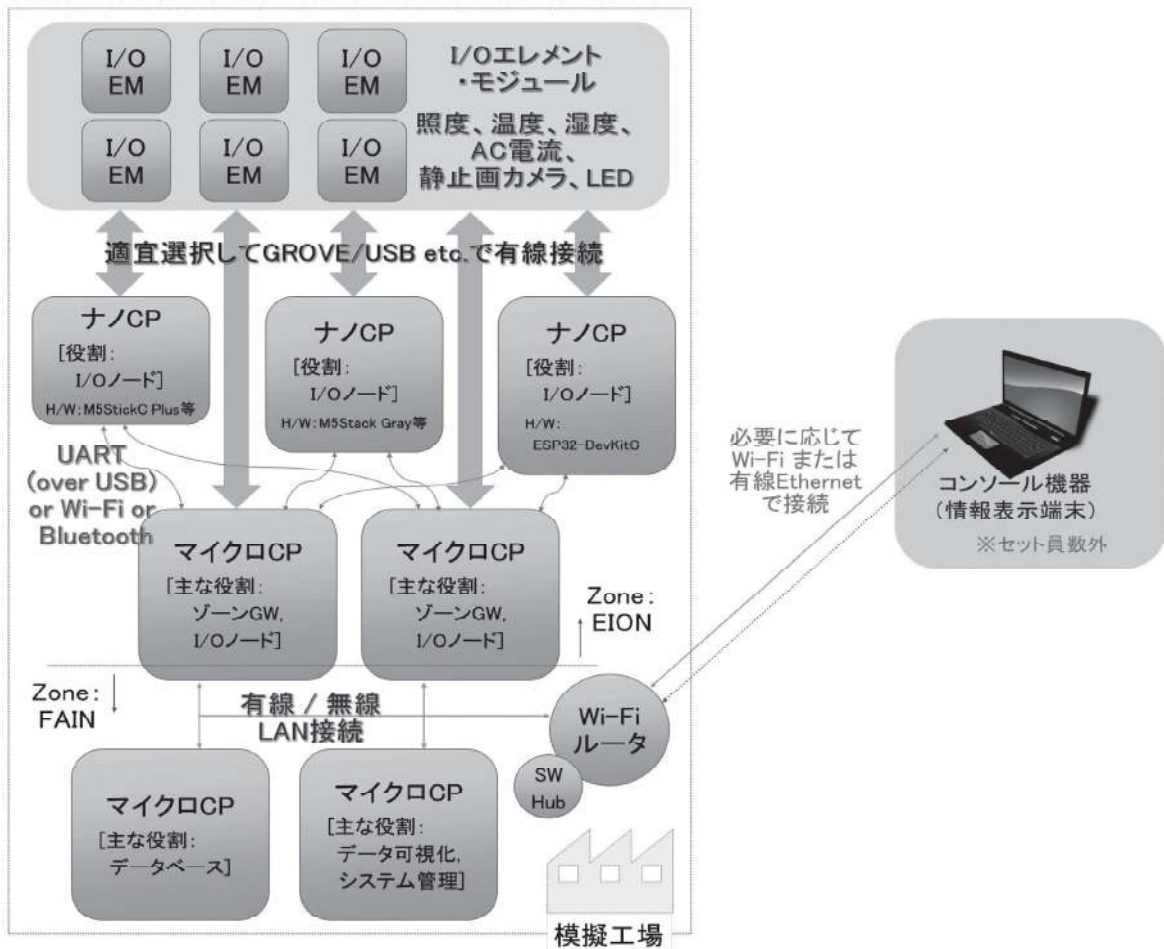 I/O
EM
I/O
EM
I/O
EM
I/Oエレメント
・モジュール
I/O
EM
I/O
EM
I/O
EM
照度、温度、湿度、
AC電流、
静止画カメラ、LED
適宜選択してGROVE/USB etc.で有線接続
ナノCP
[役割:
I/Oノード]
H/W:M5StickC Plus等
ナノCP
[役割:
I/Oノード]
H/W:M5Stack Gray等
ナノCP
[役割:
I/Oノード]
H/W:
ESP32-DevKitC
UART
(over USB)
or Wi-Fi or
Bluetooth
マイクロCP
[主な役割:
ゾーンGW,
I/Oノード]
マイクロCP
[主な役割:
ゾーンGW,
I/Oノード]
Zone:
EION
Zone:
FAIN
有線 / 無線
LAN接続
Wi-Fi
ルータ
SW
Hub
マイクロCP
[主な役割:
データベース]
マイクロCP
[主な役割:
データ可視化,
システム管理]
模擬工場
必要に応じて
Wi-Fi または
有線Ethernet
で接続
コンソール機器
(情報表示端末)
※セット員数外